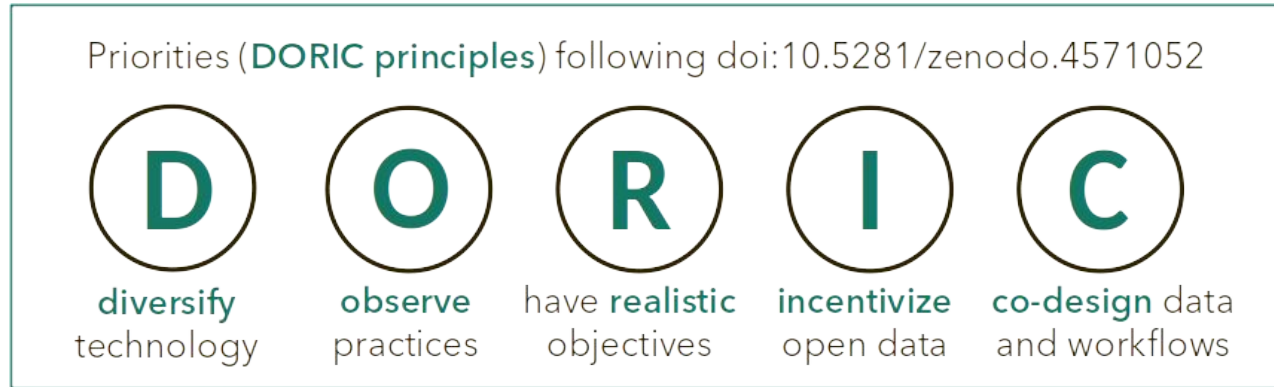 Priorities (DORIC principles) following doi:10.5281/zenodo.4571052
D O R I C
diversify observe have realistic incentivize co-design data
technology practices objectives open data and workflows